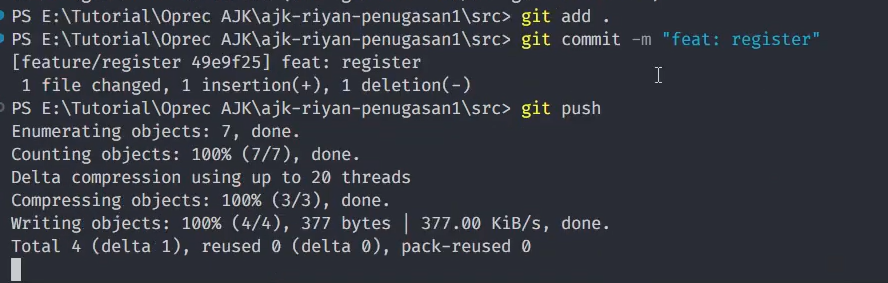 PS E:\Tutorial\Oprec AJK\ajk-riyan-penugasan1\src> git add .
PS E:\Tutorial\Oprec AJK\ajk-riyan-penugasan1\src> git commit -m "feat: register"
[feature/register 49e9f25] feat: register
 1 file changed, 1 insertion(+), 1 deletion(-)
PS E:\Tutorial\Oprec AJK\ajk-riyan-penugasan1\src> git push
Enumerating objects: 7, done.
Counting objects: 100% (7/7), done.
Delta compression using up to 20 threads
Compressing objects: 100% (3/3), done.
Writing objects: 100% (4/4), 377 bytes | 377.00 KiB/s, done.
Total 4 (delta 1), reused 0 (delta 0), pack-reused 0